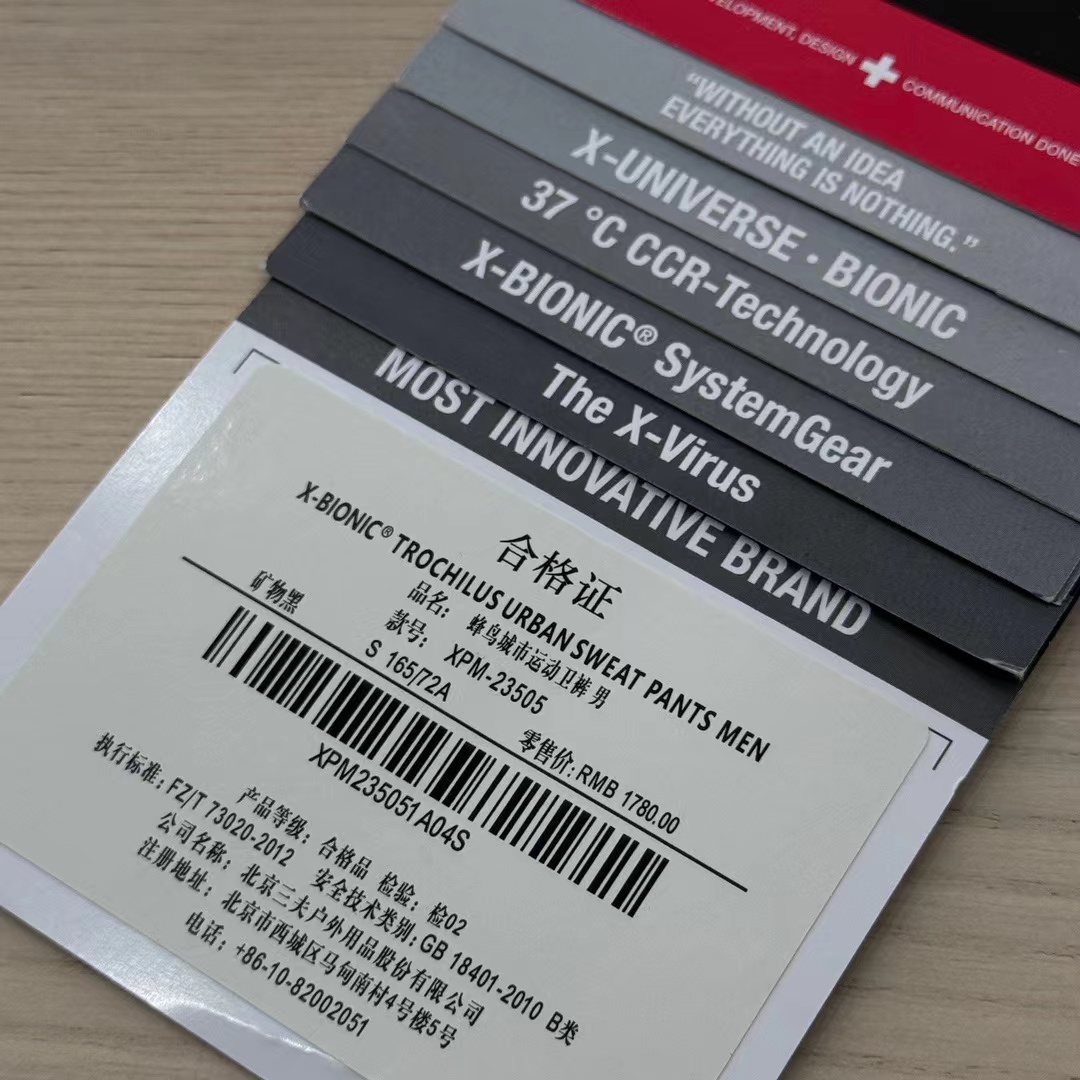 DEVELOPMENT, DESIGN COMMUNICATION DONE
“WITHOUT AN IDEA
EVERYTHING IS NOTHING.”
X-UNIVERSE · BIONIC
37 °C CCR-Technology
X-BIONIC® SystemGear
The X-Virus
MOST INNOVATIVE BRAND
合格证
X-BIONIC® TROCHILUS URBAN SWEAT PANTS MEN
品名: 蜂鸟城市运动卫裤 男
款号: XPM-23505
矿物黑 S 165/72A 零售价: RMB 1780.00
XPM235051A04S
产品等级: 合格品 检验: 检02
执行标准: FZ/T 73020-2012 安全技术类别: GB 18401-2010 B类
公司名称: 北京三夫户外用品股份有限公司
注册地址: 北京市西城区马甸南村4号楼5号
电话: +86-10-82002051